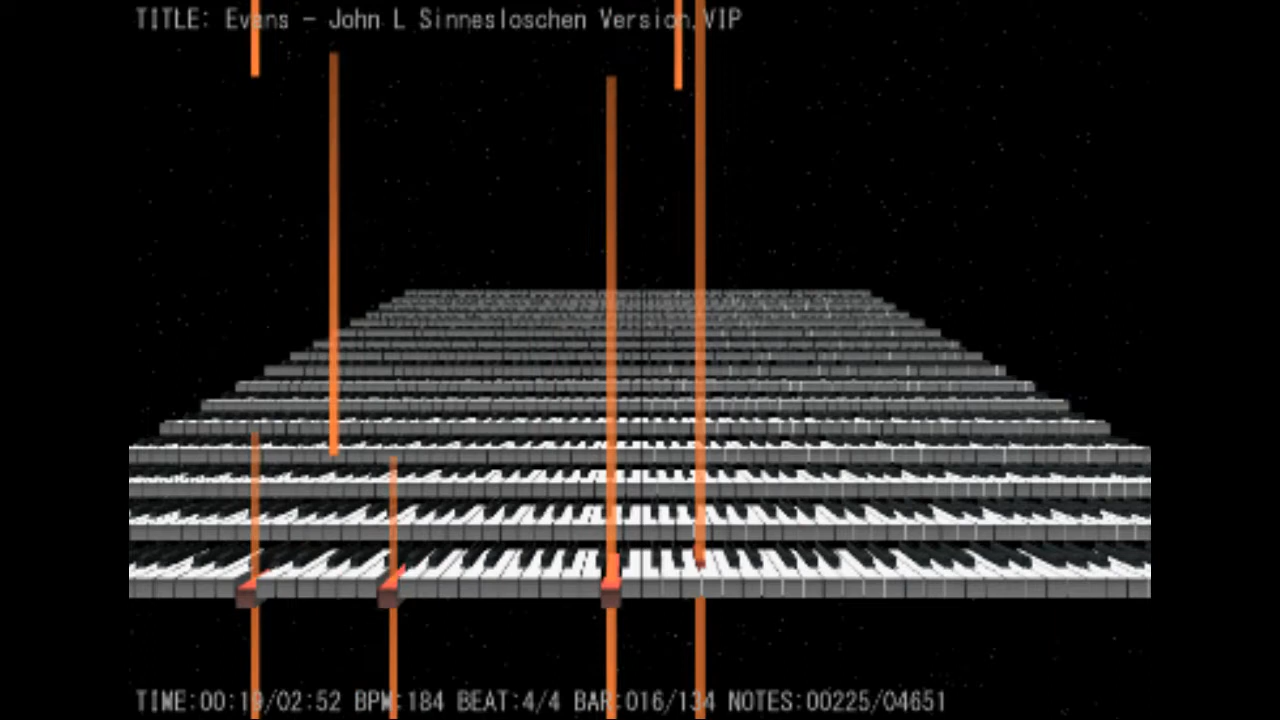 TITLE: Evans - John L Sinnesloschen Version.VIP
TIME:00:19/02:52 BPM:184 BEAT:4/4 BAR:016/134 NOTES:00225/04651